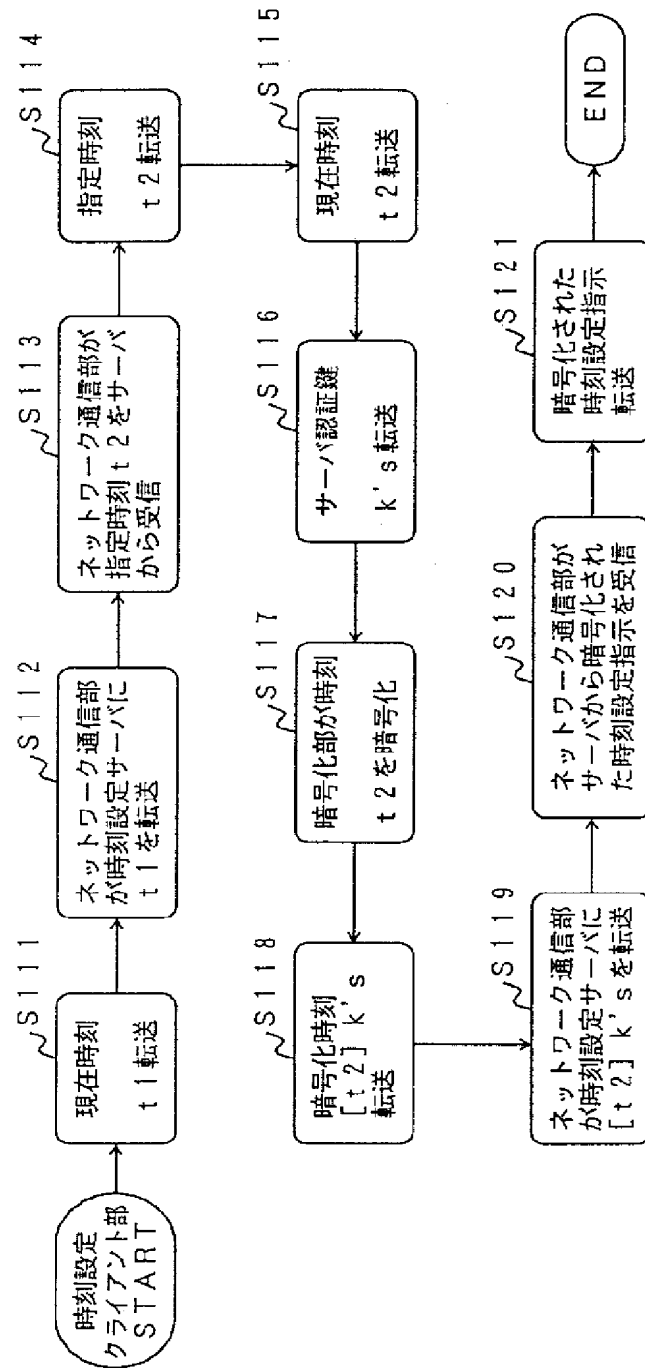 時刻設定
クライアント部
START
S111
現在時刻
t1転送
S112
ネットワーク通信部
が時刻設定サーバに
t1を転送
S113
ネットワーク通信部が
指定時刻t2をサーバ
から受信
S114
指定時刻
t2転送
S115
現在時刻
t2転送
S116
サーバ認証鍵
k's転送
S117
暗号化部が時刻
t2を暗号化
S118
暗号化時刻
[t2]k's
転送
S119
ネットワーク通信部
が時刻設定サーバに
[t2]k'sを転送
S120
ネットワーク通信部が
サーバから暗号化され
た時刻設定指示を受信
S121
暗号化された
時刻設定指示
転送
END